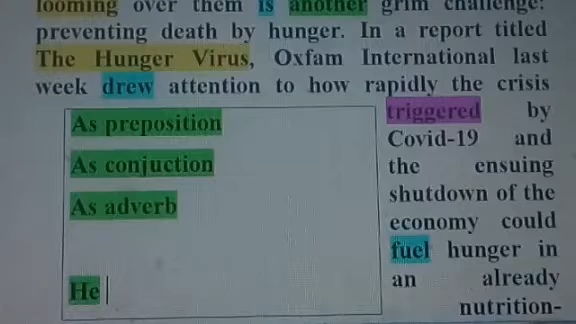 looming over them is another grim challenge:
preventing death by hunger. In a report titled
The Hunger Virus, Oxfam International last
week drew attention to how rapidly the crisis
triggered by
Covid-19 and
the ensuing
shutdown of the
economy could
fuel hunger in
an already
nutrition-
As preposition
As conjuction
As adverb
He